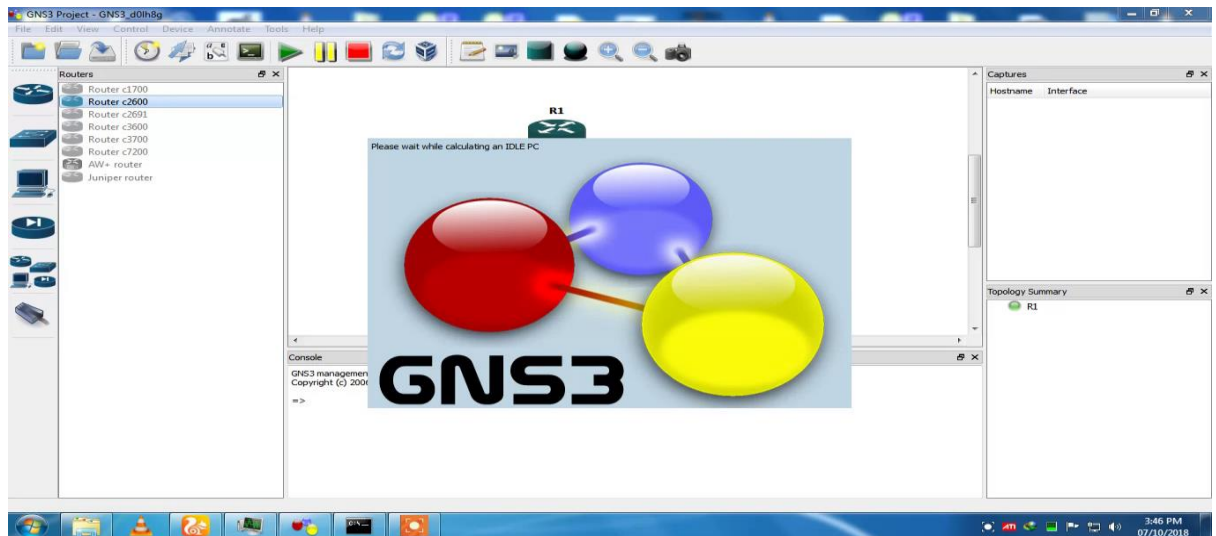 GNS3 Project - GNS3_d0lh8g
File Edit View Control Device Annotate Tools Help
Routers
Router c1700
Router c2600
Router c2691
Router c3600
Router c3700
Router c7200
AW+ router
Juniper router
R1
Please wait while calculating an IDLE PC
GNS3
Console
GNS3 managemen
Copyright (c) 200
=>
Captures
Hostname Interface
Topology Summary
R1
3:46 PM
07/10/2018